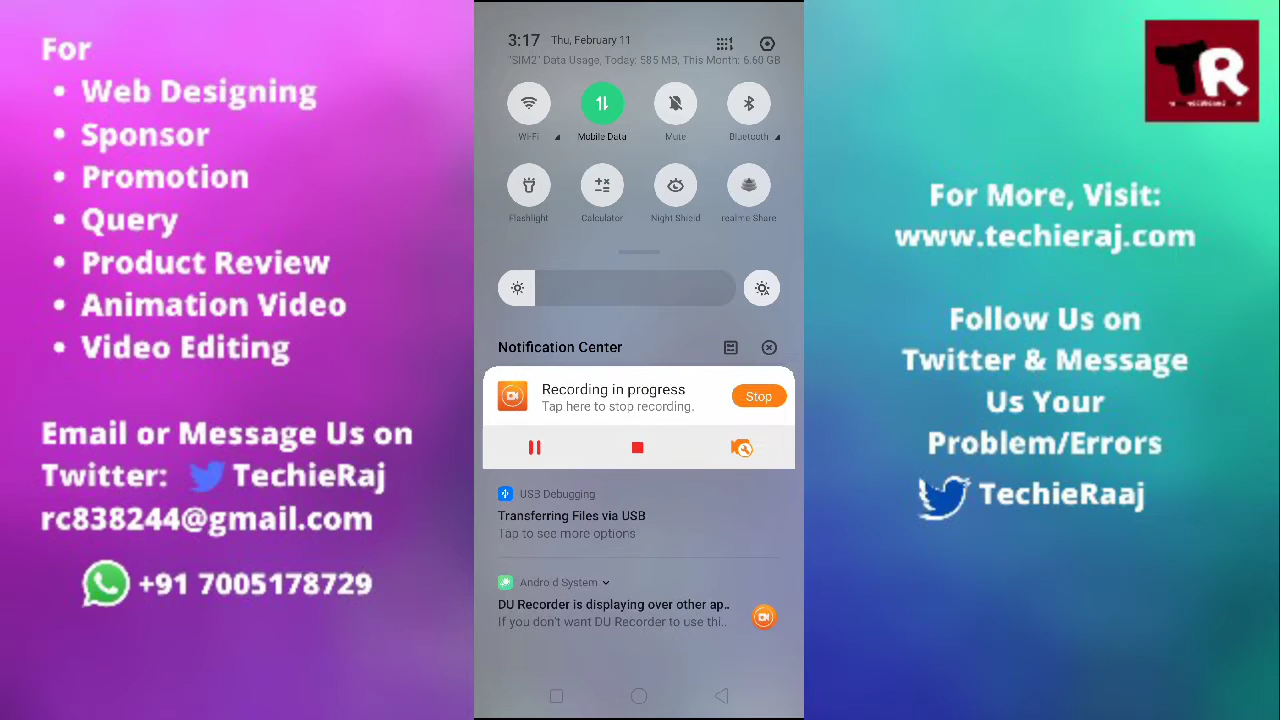 For
• Web Designing
• Sponsor
• Promotion
• Query
• Product Review
• Animation Video
• Video Editing
Email or Message Us on
Twitter: TechieRaj
rc838244@gmail.com
+91 7005178729
3:17 Thu, February 11
"SIM2" Data Usage, Today: 585 MB, This Month: 6.60 GB
Wi-Fi Mobile Data Mute Bluetooth
Flashlight Calculator Night Shield realme Share
Notification Center
Recording in progress
Tap here to stop recording.
Stop
USB Debugging
Transferring Files via USB
Tap to see more options
Android System
DU Recorder is displaying over other ap..
If you don't want DU Recorder to use thi..
TR
For More, Visit:
www.techieraj.com
Follow Us on
Twitter & Message
Us Your
Problem/Errors
TechieRaaj